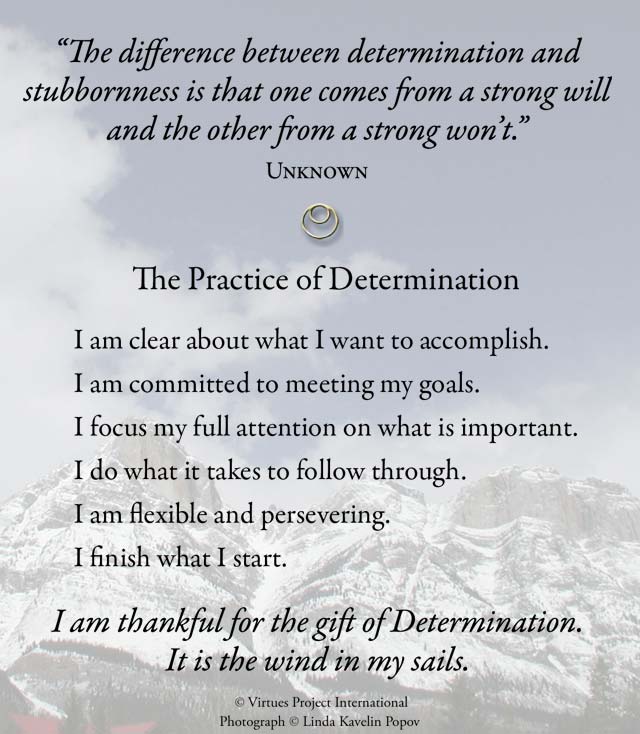 “The difference between determination and
stubbornness is that one comes from a strong will
and the other from a strong won’t.”
Unknown
The Practice of Determination
I am clear about what I want to accomplish.
I am committed to meeting my goals.
I focus my full attention on what is important.
I do what it takes to follow through.
I am flexible and persevering.
I finish what I start.
I am thankful for the gift of Determination.
It is the wind in my sails.
© Virtues Project International
Photograph © Linda Kavelin Popov